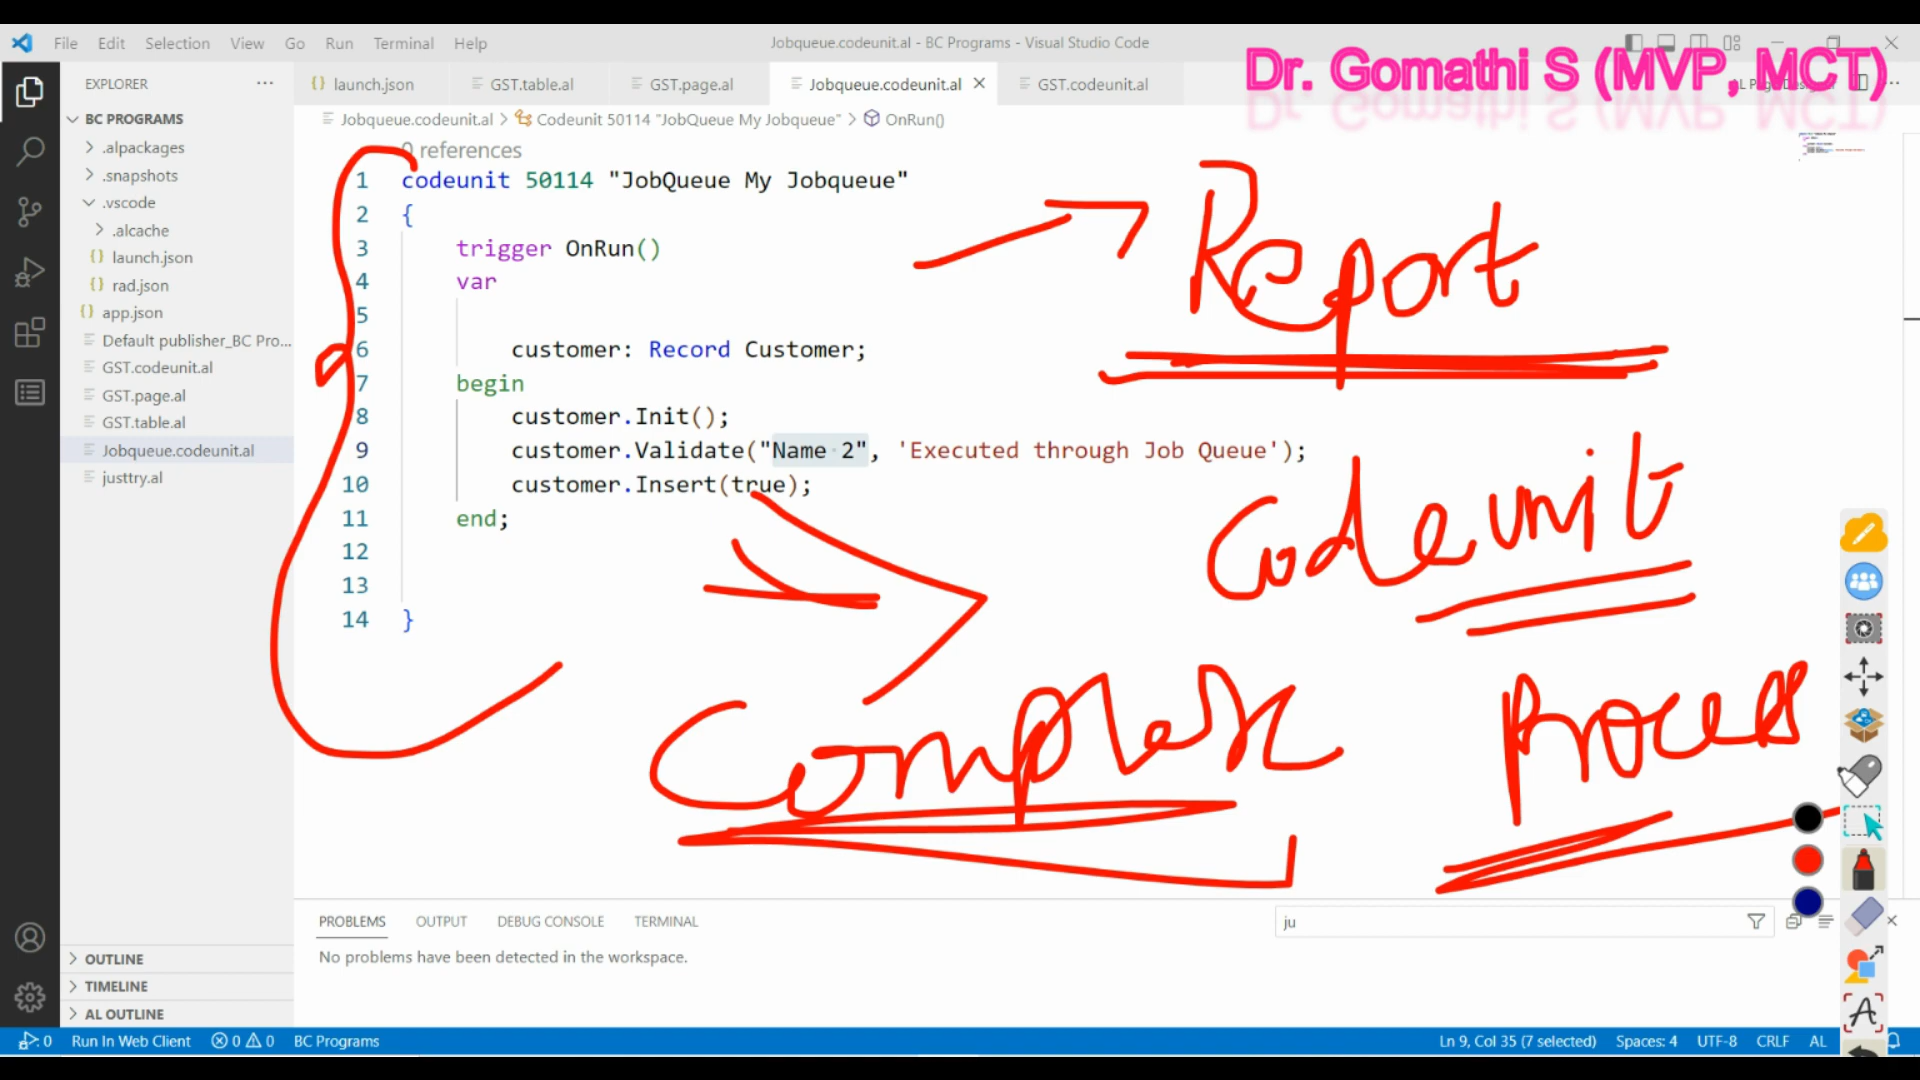 File Edit Selection View Go Run Terminal Help
Jobqueue.codeunit.al - BC Programs - Visual Studio Code
Dr. Gomathi S (MVP, MCT)
EXPLORER
launch.json
GST.table.al
GST.page.al
Jobqueue.codeunit.al
GST.codeunit.al
BC PROGRAMS
.alpackages
.snapshots
.vscode
.alcache
launch.json
rad.json
app.json
Default publisher_BC Pro...
GST.codeunit.al
GST.page.al
GST.table.al
Jobqueue.codeunit.al
justtry.al
OUTLINE
TIMELINE
AL OUTLINE
Jobqueue.codeunit.al > Codeunit 50114 "JobQueue My Jobqueue" > OnRun()
0 references
1 codeunit 50114 "JobQueue My Jobqueue"
2 {
3 trigger OnRun()
4 var
5
6 customer: Record Customer;
7 begin
8 customer.Init();
9 customer.Validate("Name 2", 'Executed through Job Queue');
10 customer.Insert(true);
11 end;
12
13
14 }
Report
Codeunit
Complex Process
PROBLEMS OUTPUT DEBUG CONSOLE TERMINAL
ju
No problems have been detected in the workspace.
0 Run In Web Client 0 0 BC Programs
Ln 9, Col 35 (7 selected) Spaces: 4 UTF-8 CRLF AL